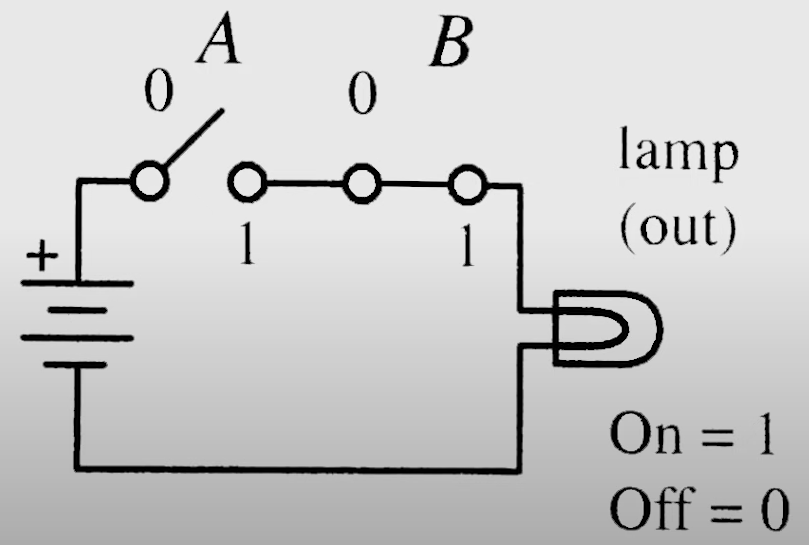 A B
0 0
lamp
(out)
1 1
+
On = 1
Off = 0